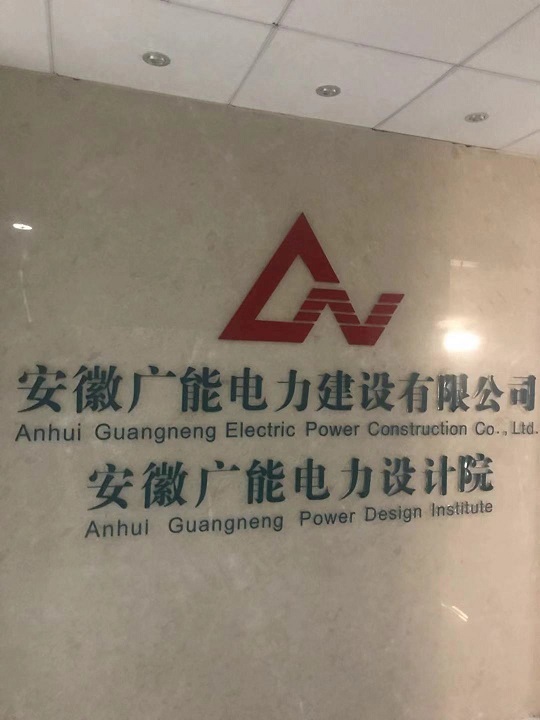 安徽广能电力建设有限公司
Anhui Guangneng Electric Power Construction Co., Ltd.
安徽广能电力设计院
Anhui Guangneng Power Design Institute